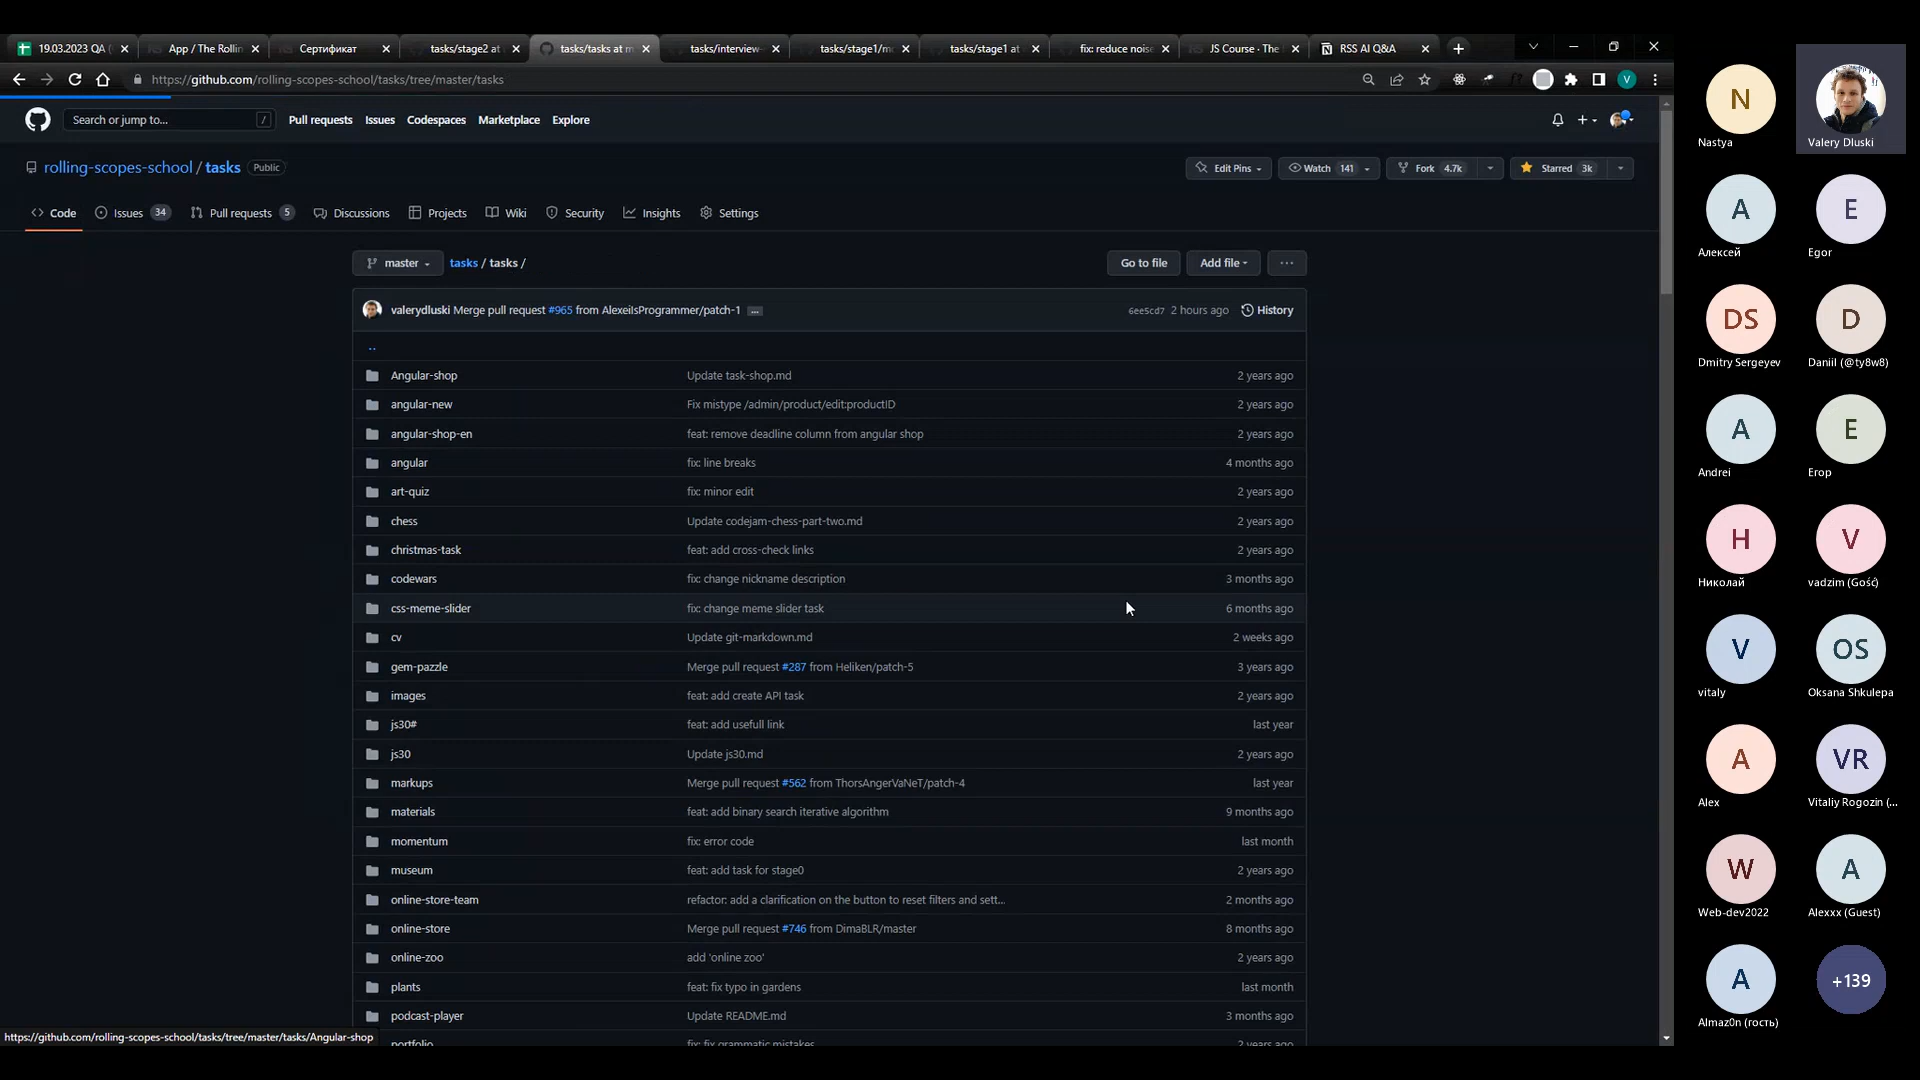 19.03.2023 QA
App / The Rollin
Сертификат
tasks/stage2 at
tasks/tasks at m
tasks/interview-
tasks/stage1/m
tasks/stage1 at
fix: reduce noise
JS Course · The
RSS AI Q&A
https://github.com/rolling-scopes-school/tasks/tree/master/tasks
V
Search or jump to...
/
Pull requests
Issues
Codespaces
Marketplace
Explore
rolling-scopes-school / tasks
Public
Edit Pins
Watch 141
Fork 4.7k
Starred 3k
Code
Issues 34
Pull requests 5
Discussions
Projects
Wiki
Security
Insights
Settings
master
tasks / tasks /
Go to file
Add file
...
valerydluski Merge pull request #965 from AlexeiIsProgrammer/patch-1 ...
6ee5cd7 2 hours ago
History
..
Angular-shop Update task-shop.md 2 years ago
angular-new Fix mistype /admin/product/edit:productID 2 years ago
angular-shop-en feat: remove deadline column from angular shop 2 years ago
angular fix: line breaks 4 months ago
art-quiz fix: minor edit 2 years ago
chess Update codejam-chess-part-two.md 2 years ago
christmas-task feat: add cross-check links 2 years ago
codewars fix: change nickname description 3 months ago
css-meme-slider fix: change meme slider task 6 months ago
cv Update git-markdown.md 2 weeks ago
gem-pazzle Merge pull request #287 from Heliken/patch-5 3 years ago
images feat: add create API task 2 years ago
js30# feat: add usefull link last year
js30 Update js30.md 2 years ago
markups Merge pull request #562 from ThorsAngerVaNeT/patch-4 last year
materials feat: add binary search iterative algorithm 9 months ago
momentum fix: error code last month
museum feat: add task for stage0 2 years ago
online-store-team refactor: add a clarification on the button to reset filters and sett... 2 months ago
online-store Merge pull request #746 from DimaBLR/master 8 months ago
online-zoo add 'online zoo' 2 years ago
plants feat: fix typo in gardens last month
podcast-player Update README.md 3 months ago
portfolio fix: fix grammatic mistakes 2 years ago
https://github.com/rolling-scopes-school/tasks/tree/master/tasks/Angular-shop
N
Nastya
Valery Dluski
A
Алексей
E
Egor
DS
Dmitry Sergeyev
D
Daniil (@ty8w8)
A
Andrei
Е
Егор
Н
Николай
V
vadzim (Gość)
V
vitaly
OS
Oksana Shkulepa
A
Alex
VR
Vitaliy Rogozin (...
W
Web-dev2022
A
Alexxx (Guest)
A
Almaz0n (гость)
+139